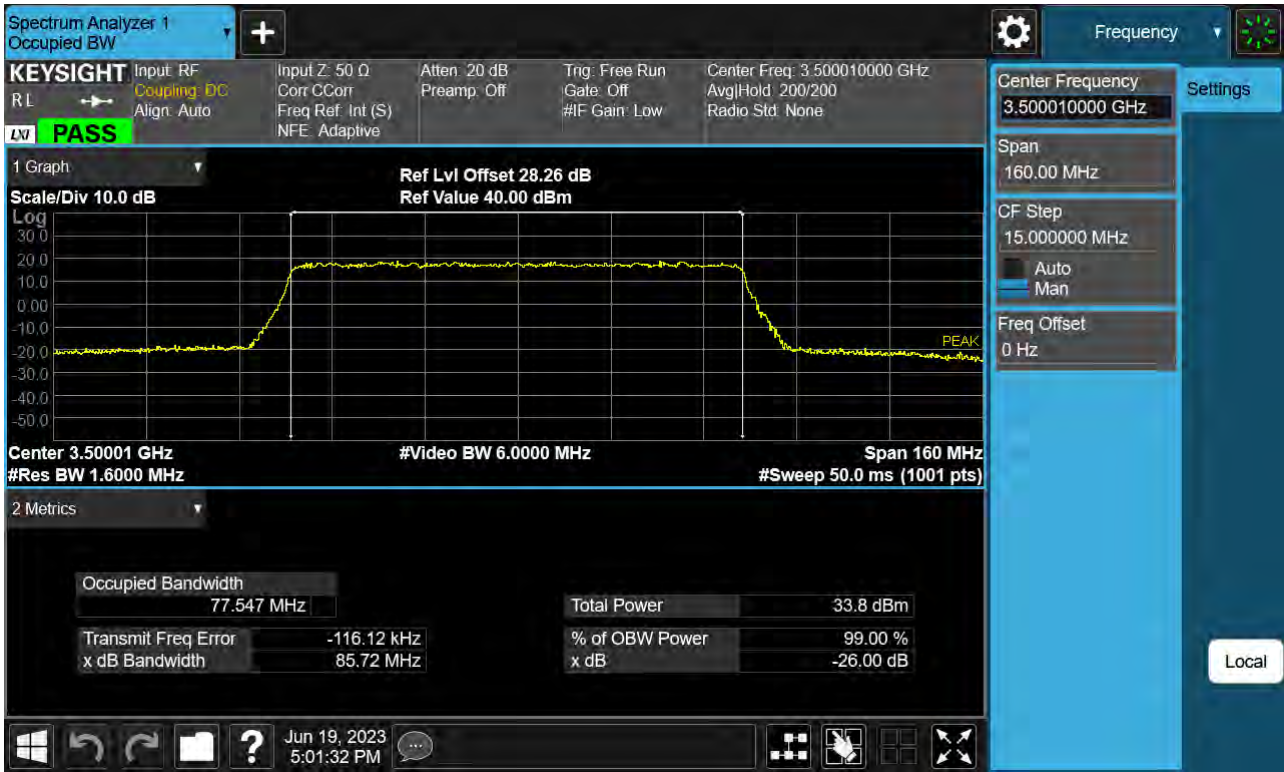 Spectrum Analyzer 1
Occupied BW
Frequency
KEYSIGHT
RL
LXI
PASS
Input: RF
Coupling: DC
Align: Auto
Input Z: 50 Ω
Corr CCorr
Freq Ref: Int (S)
NFE: Adaptive
Atten: 20 dB
Preamp: Off
Trig: Free Run
Gate: Off
#IF Gain: Low
Center Freq: 3.500010000 GHz
Avg|Hold: 200/200
Radio Std: None
Center Frequency
3.500010000 GHz
Settings
Span
160.00 MHz
CF Step
15.000000 MHz
Auto
Man
Freq Offset
0 Hz
Local
1 Graph
Scale/Div 10.0 dB
Ref Lvl Offset 28.26 dB
Ref Value 40.00 dBm
Log
30.0
20.0
10.0
0.00
-10.0
-20.0
-30.0
-40.0
-50.0
PEAK
Center 3.50001 GHz
#Video BW 6.0000 MHz
Span 160 MHz
#Res BW 1.6000 MHz
#Sweep 50.0 ms (1001 pts)
2 Metrics
Occupied Bandwidth
77.547 MHz
Total Power 33.8 dBm
Transmit Freq Error -116.12 kHz
% of OBW Power 99.00 %
x dB Bandwidth 85.72 MHz
x dB -26.00 dB
Jun 19, 2023
5:01:32 PM